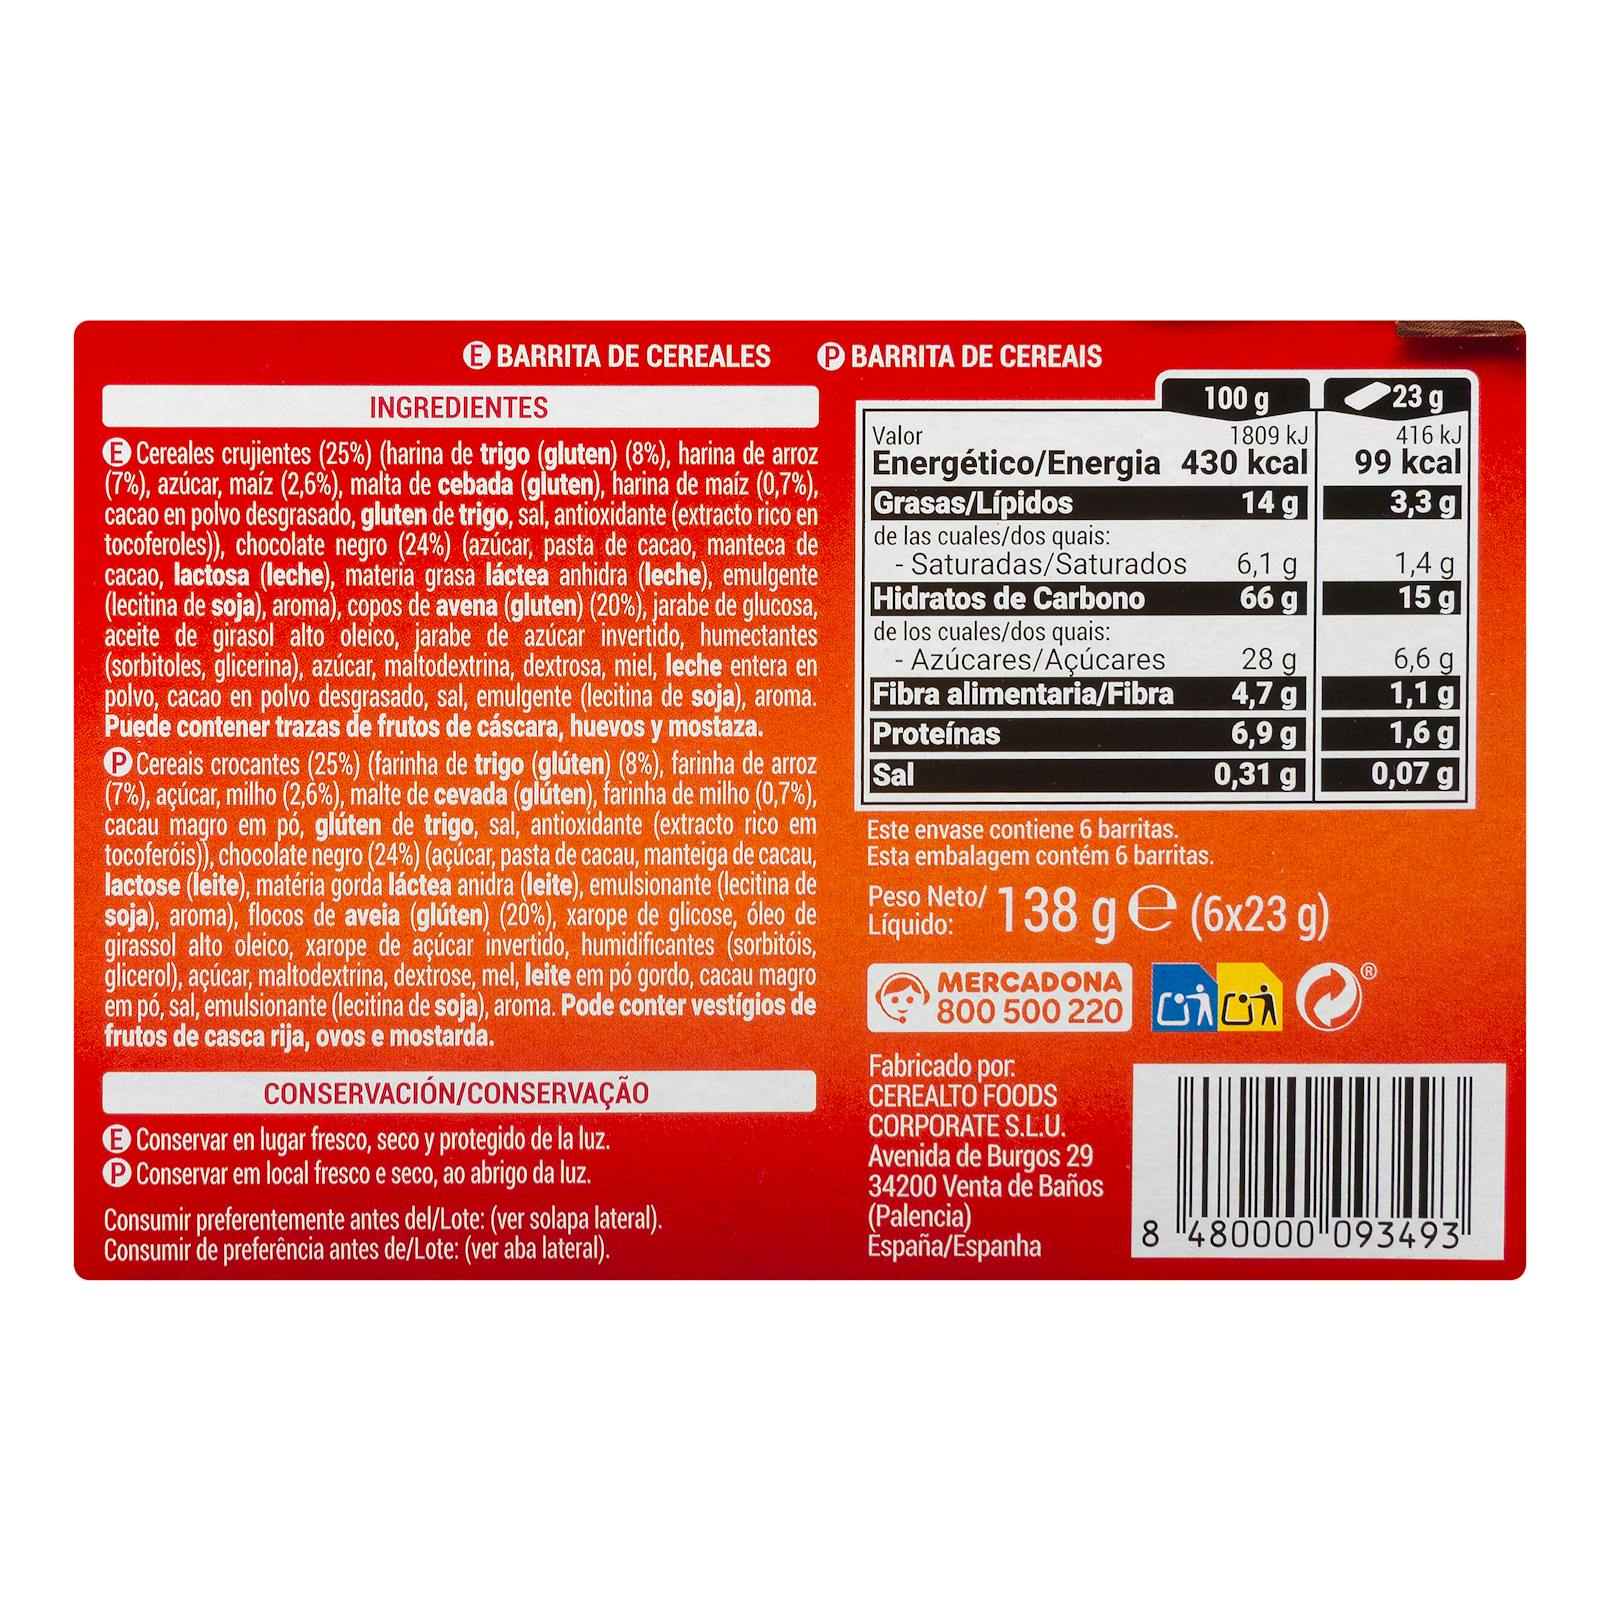 E BARRITA DE CEREALES P BARRITA DE CEREAIS
INGREDIENTES
E Cereales crujientes (25%) (harina de trigo (gluten) (8%), harina de arroz
(7%), azúcar, maíz (2,6%), malta de cebada (gluten), harina de maíz (0,7%),
cacao en polvo desgrasado, gluten de trigo, sal, antioxidante (extracto rico en
tocoferoles)), chocolate negro (24%) (azúcar, pasta de cacao, manteca de
cacao, lactosa (leche), materia grasa láctea anhidra (leche), emulgente
(lecitina de soja), aroma), copos de avena (gluten) (20%), jarabe de glucosa,
aceite de girasol alto oleico, jarabe de azúcar invertido, humectantes
(sorbitoles, glicerina), azúcar, maltodextrina, dextrosa, miel, leche entera en
polvo, cacao en polvo desgrasado, sal, emulgente (lecitina de soja), aroma.
Puede contener trazas de frutos de cáscara, huevos y mostaza.
P Cereais crocantes (25%) (farinha de trigo (glúten) (8%), farinha de arroz
(7%), açúcar, milho (2,6%), malte de cevada (glúten), farinha de milho (0,7%),
cacau magro em pó, glúten de trigo, sal, antioxidante (extracto rico em
tocoferóis)), chocolate negro (24%) (açúcar, pasta de cacau, manteiga de cacau,
lactose (leite), matéria gorda láctea anidra (leite), emulsionante (lecitina de
soja), aroma), flocos de aveia (glúten) (20%), xarope de glicose, óleo de
girassol alto oleico, xarope de açúcar invertido, humidificantes (sorbitóis,
glicerol), açúcar, maltodextrina, dextrose, mel, leite em pó gordo, cacau magro
em pó, sal, emulsionante (lecitina de soja), aroma. Pode conter vestígios de
frutos de casca rija, ovos e mostarda.
CONSERVACIÓN/CONSERVAÇÃO
E Conservar en lugar fresco, seco y protegido de la luz.
P Conservar em local fresco e seco, ao abrigo da luz.
Consumir preferentemente antes del/Lote: (ver solapa lateral).
Consumir de preferência antes de/Lote: (ver aba lateral).
100 g 23 g
Valor 1809 kJ 416 kJ
Energético/Energia 430 kcal 99 kcal
Grasas/Lípidos 14 g 3,3 g
de las cuales/dos quais:
- Saturadas/Saturados 6,1 g 1,4 g
Hidratos de Carbono 66 g 15 g
de los cuales/dos quais:
- Azúcares/Açúcares 28 g 6,6 g
Fibra alimentaria/Fibra 4,7 g 1,1 g
Proteínas 6,9 g 1,6 g
Sal 0,31 g 0,07 g
Este envase contiene 6 barritas.
Esta embalagem contém 6 barritas.
Peso Neto/
Líquido: 138 g ℮ (6x23 g)
MERCADONA
800 500 220
®
Fabricado por:
CEREALTO FOODS
CORPORATE S.L.U.
Avenida de Burgos 29
34200 Venta de Baños
(Palencia)
España/Espanha
8 480000 093493